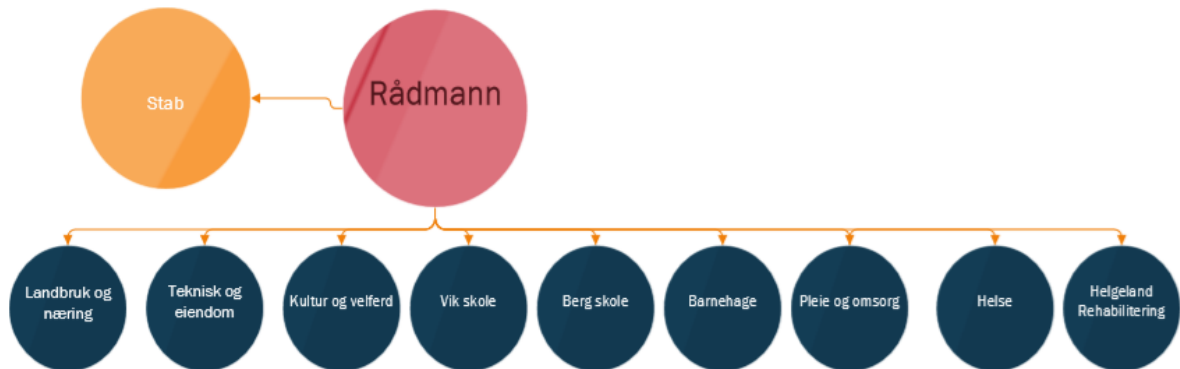 Stab
Rådmann
Landbruk og
næring
Teknisk og
eiendom
Kultur og velferd
Vik skole
Berg skole
Barnehage
Pleie og omsorg
Helse
Helgeland
Rehabilitering